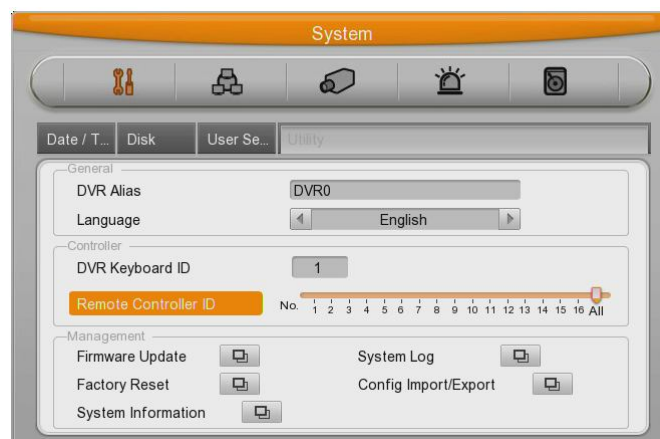 System
Date / T... Disk User Se... Utility
General
DVR Alias DVR0
Language English
Controller
DVR Keyboard ID 1
Remote Controller ID No. 1 2 3 4 5 6 7 8 9 10 11 12 13 14 15 16 All
Management
Firmware Update System Log
Factory Reset Config Import/Export
System Information